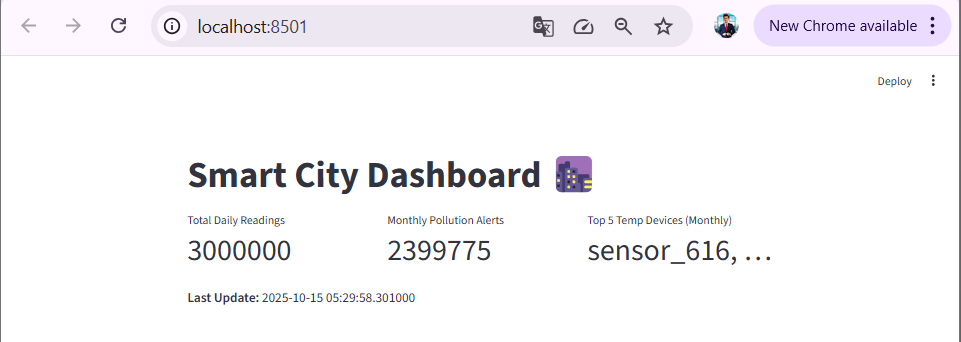 localhost:8501
New Chrome available
Deploy
Smart City Dashboard
Total Daily Readings
Monthly Pollution Alerts
Top 5 Temp Devices (Monthly)
3000000
2399775
sensor_616, …
Last Update: 2025-10-15 05:29:58.301000